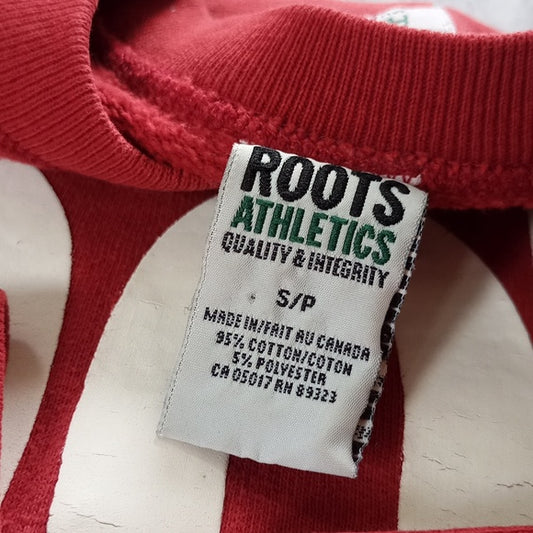 ROOTS
ATHLETICS
QUALITY & INTEGRITY
S/P
MADE IN/FAIT AU CANADA
95% COTTON/COTON
5% POLYESTER
CA 05017 RN 89323